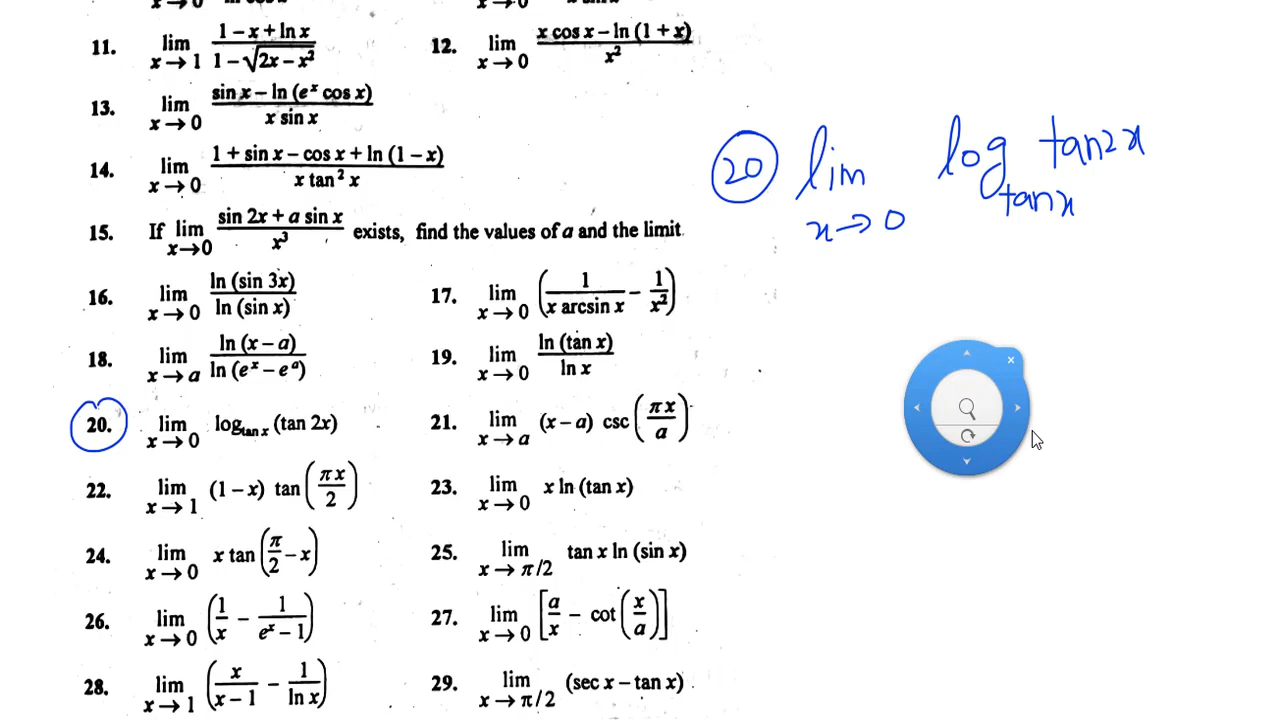 11. lim x→1 (1 − x + ln x) / (1 − √(2x − x²)) 12. lim x→0 (x cos x − ln (1 + x)) / x²
13. lim x→0 (sin x − ln (eˣ cos x)) / (x sin x)
14. lim x→0 (1 + sin x − cos x + ln (1 − x)) / (x tan² x)
15. If lim x→0 (sin 2x + a sin x) / x³ exists, find the values of a and the limit
16. lim x→0 ln (sin 3x) / ln (sin x) 17. lim x→0 (1 / (x arcsin x) − 1/x²)
18. lim x→a ln (x − a) / ln (eˣ − eᵃ) 19. lim x→0 ln (tan x) / ln x
20. lim x→0 log_tan x (tan 2x) 21. lim x→a (x − a) csc (πx / a)
22. lim x→1 (1 − x) tan (πx / 2) 23. lim x→0 x ln (tan x)
24. lim x→0 x tan (π/2 − x) 25. lim x→π/2 tan x ln (sin x)
26. lim x→0 (1/x − 1 / (eˣ − 1)) 27. lim x→0 [a/x − cot (x/a)]
28. lim x→1 (x / (x − 1) − 1 / ln x) 29. lim x→π/2 (sec x − tan x)
20 lim x→0 log_tanx tan2x